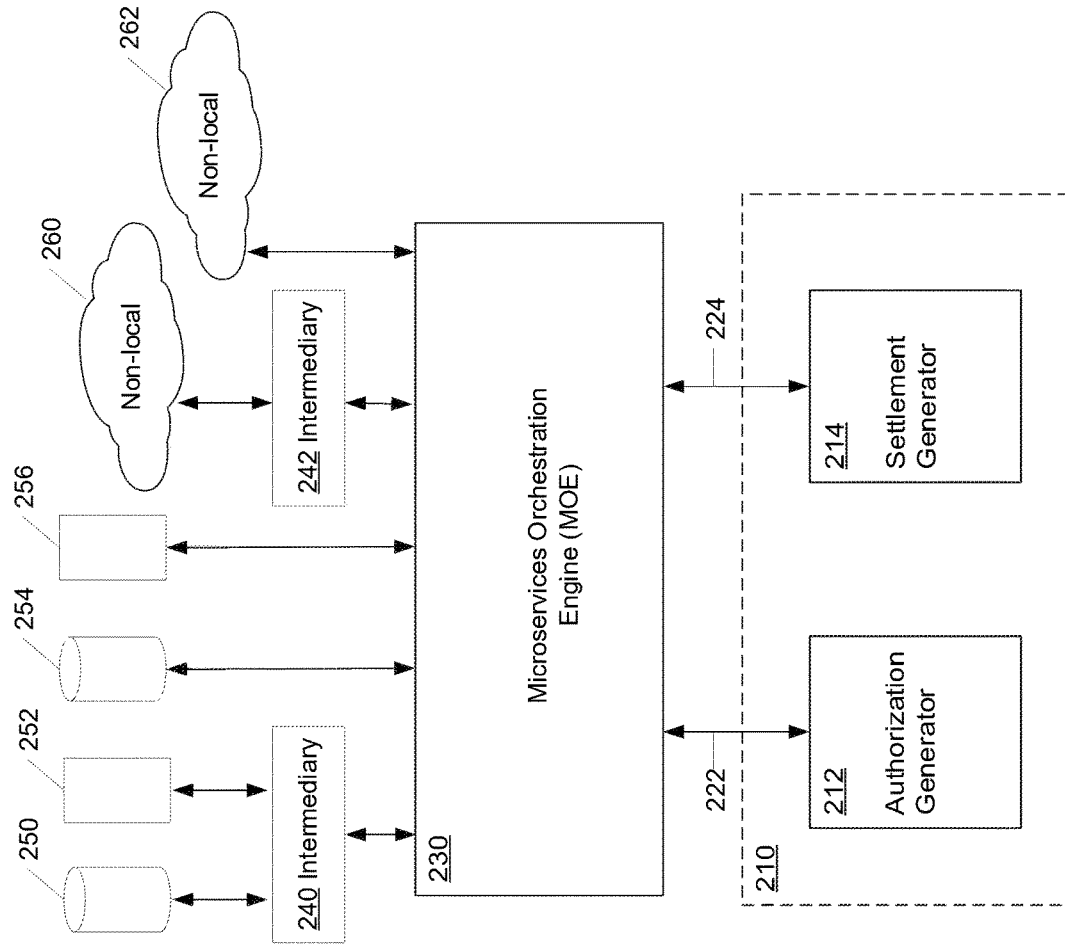 250
252
254
256
260
262
Non-local
Non-local
240 Intermediary
242 Intermediary
230
Microservices Orchestration
Engine (MOE)
222
224
210
212
Authorization
Generator
214
Settlement
Generator